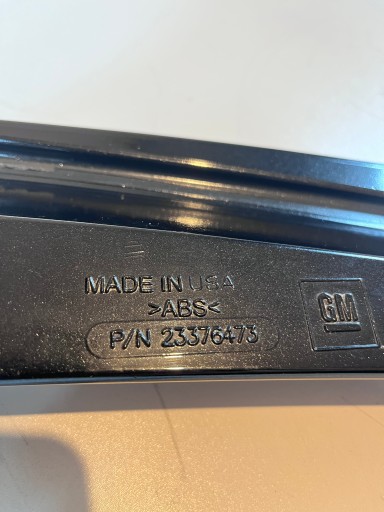 MADE IN USA
>ABS<
P/N 23376473
GM